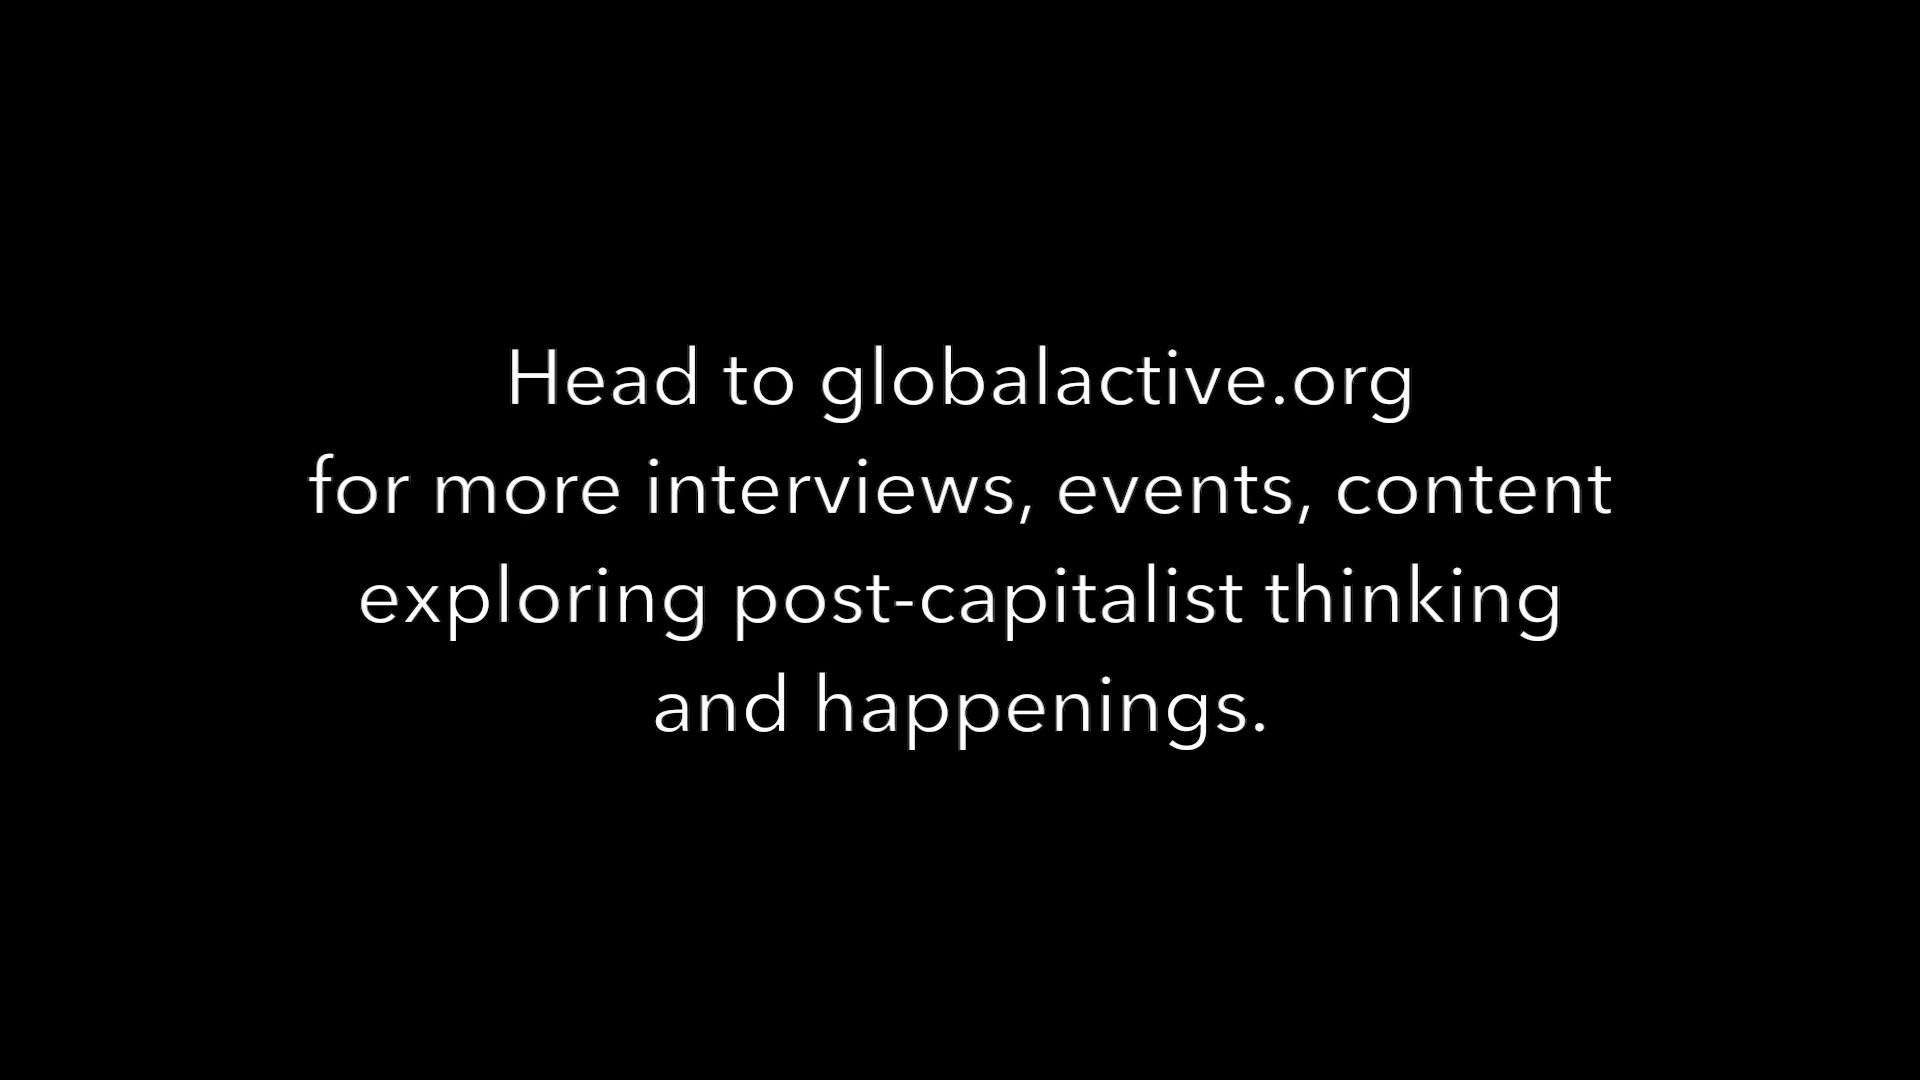 Head to globalactive.org
for more interviews, events, content
exploring post-capitalist thinking
and happenings.